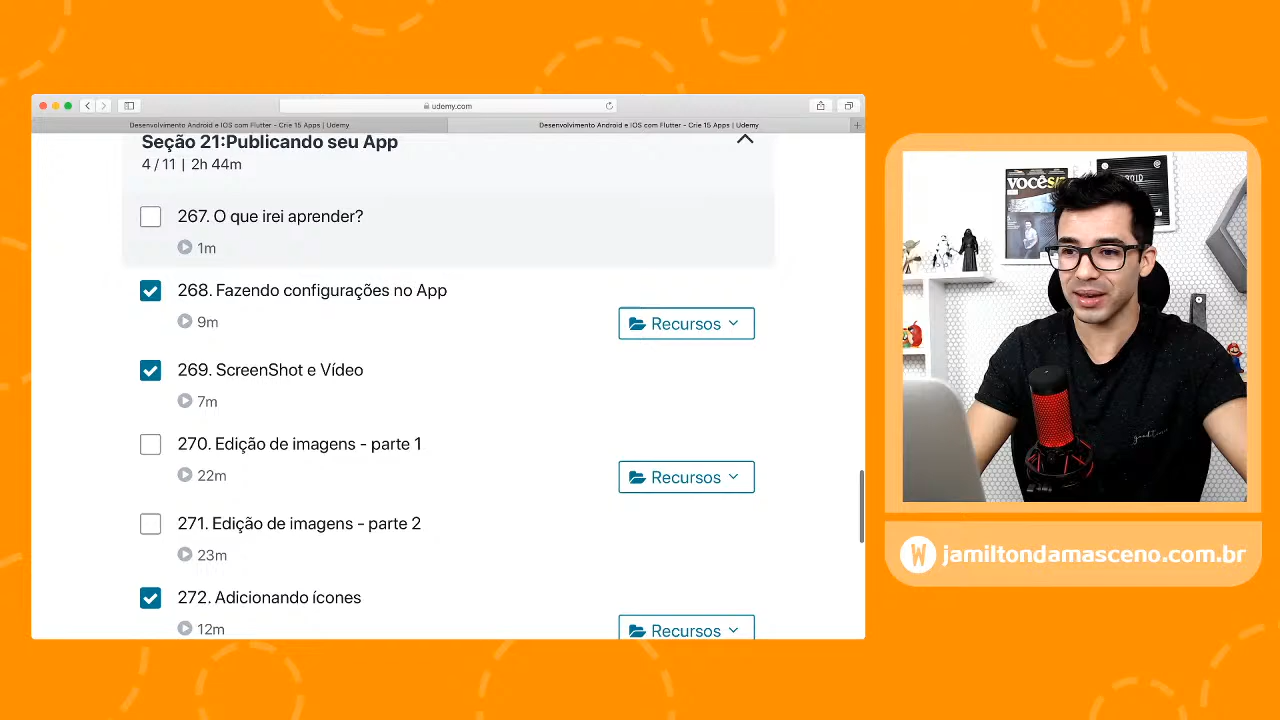 udemy.com
Desenvolvimento Android e IOS com Flutter - Crie 15 Apps | Udemy
Desenvolvimento Android e IOS com Flutter - Crie 15 Apps | Udemy
Seção 21:Publicando seu App
4 / 11 | 2h 44m
267. O que irei aprender?
1m
268. Fazendo configurações no App
9m
Recursos
269. ScreenShot e Vídeo
7m
270. Edição de imagens - parte 1
22m
Recursos
271. Edição de imagens - parte 2
23m
272. Adicionando ícones
12m
Recursos
W jamiltondamasceno.com.br